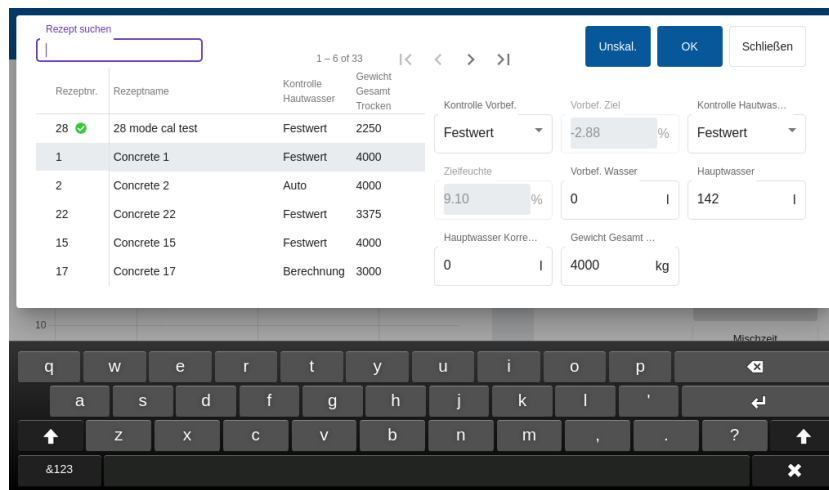 Rezept suchen
1 – 6 of 33
Unskal.
OK
Schließen
Rezeptnr.
Rezeptname
Kontrolle Hautwasser
Gewicht Gesamt Trocken
28 28 mode cal test Festwert 2250
1 Concrete 1 Festwert 4000
2 Concrete 2 Auto 4000
22 Concrete 22 Festwert 3375
15 Concrete 15 Festwert 4000
17 Concrete 17 Berechnung 3000
Kontrolle Vorbef.
Festwert
Vorbef. Ziel
-2.88 %
Kontrolle Hautwas…
Festwert
Zielfeuchte
9.10 %
Vorbef. Wasser
0 l
Hauptwasser
142 l
Hauptwasser Korre…
0 l
Gewicht Gesamt …
4000 kg
10
Mischzeit
q w e r t y u i o p
a s d f g h j k l '
z x c v b n m , . ?
&123